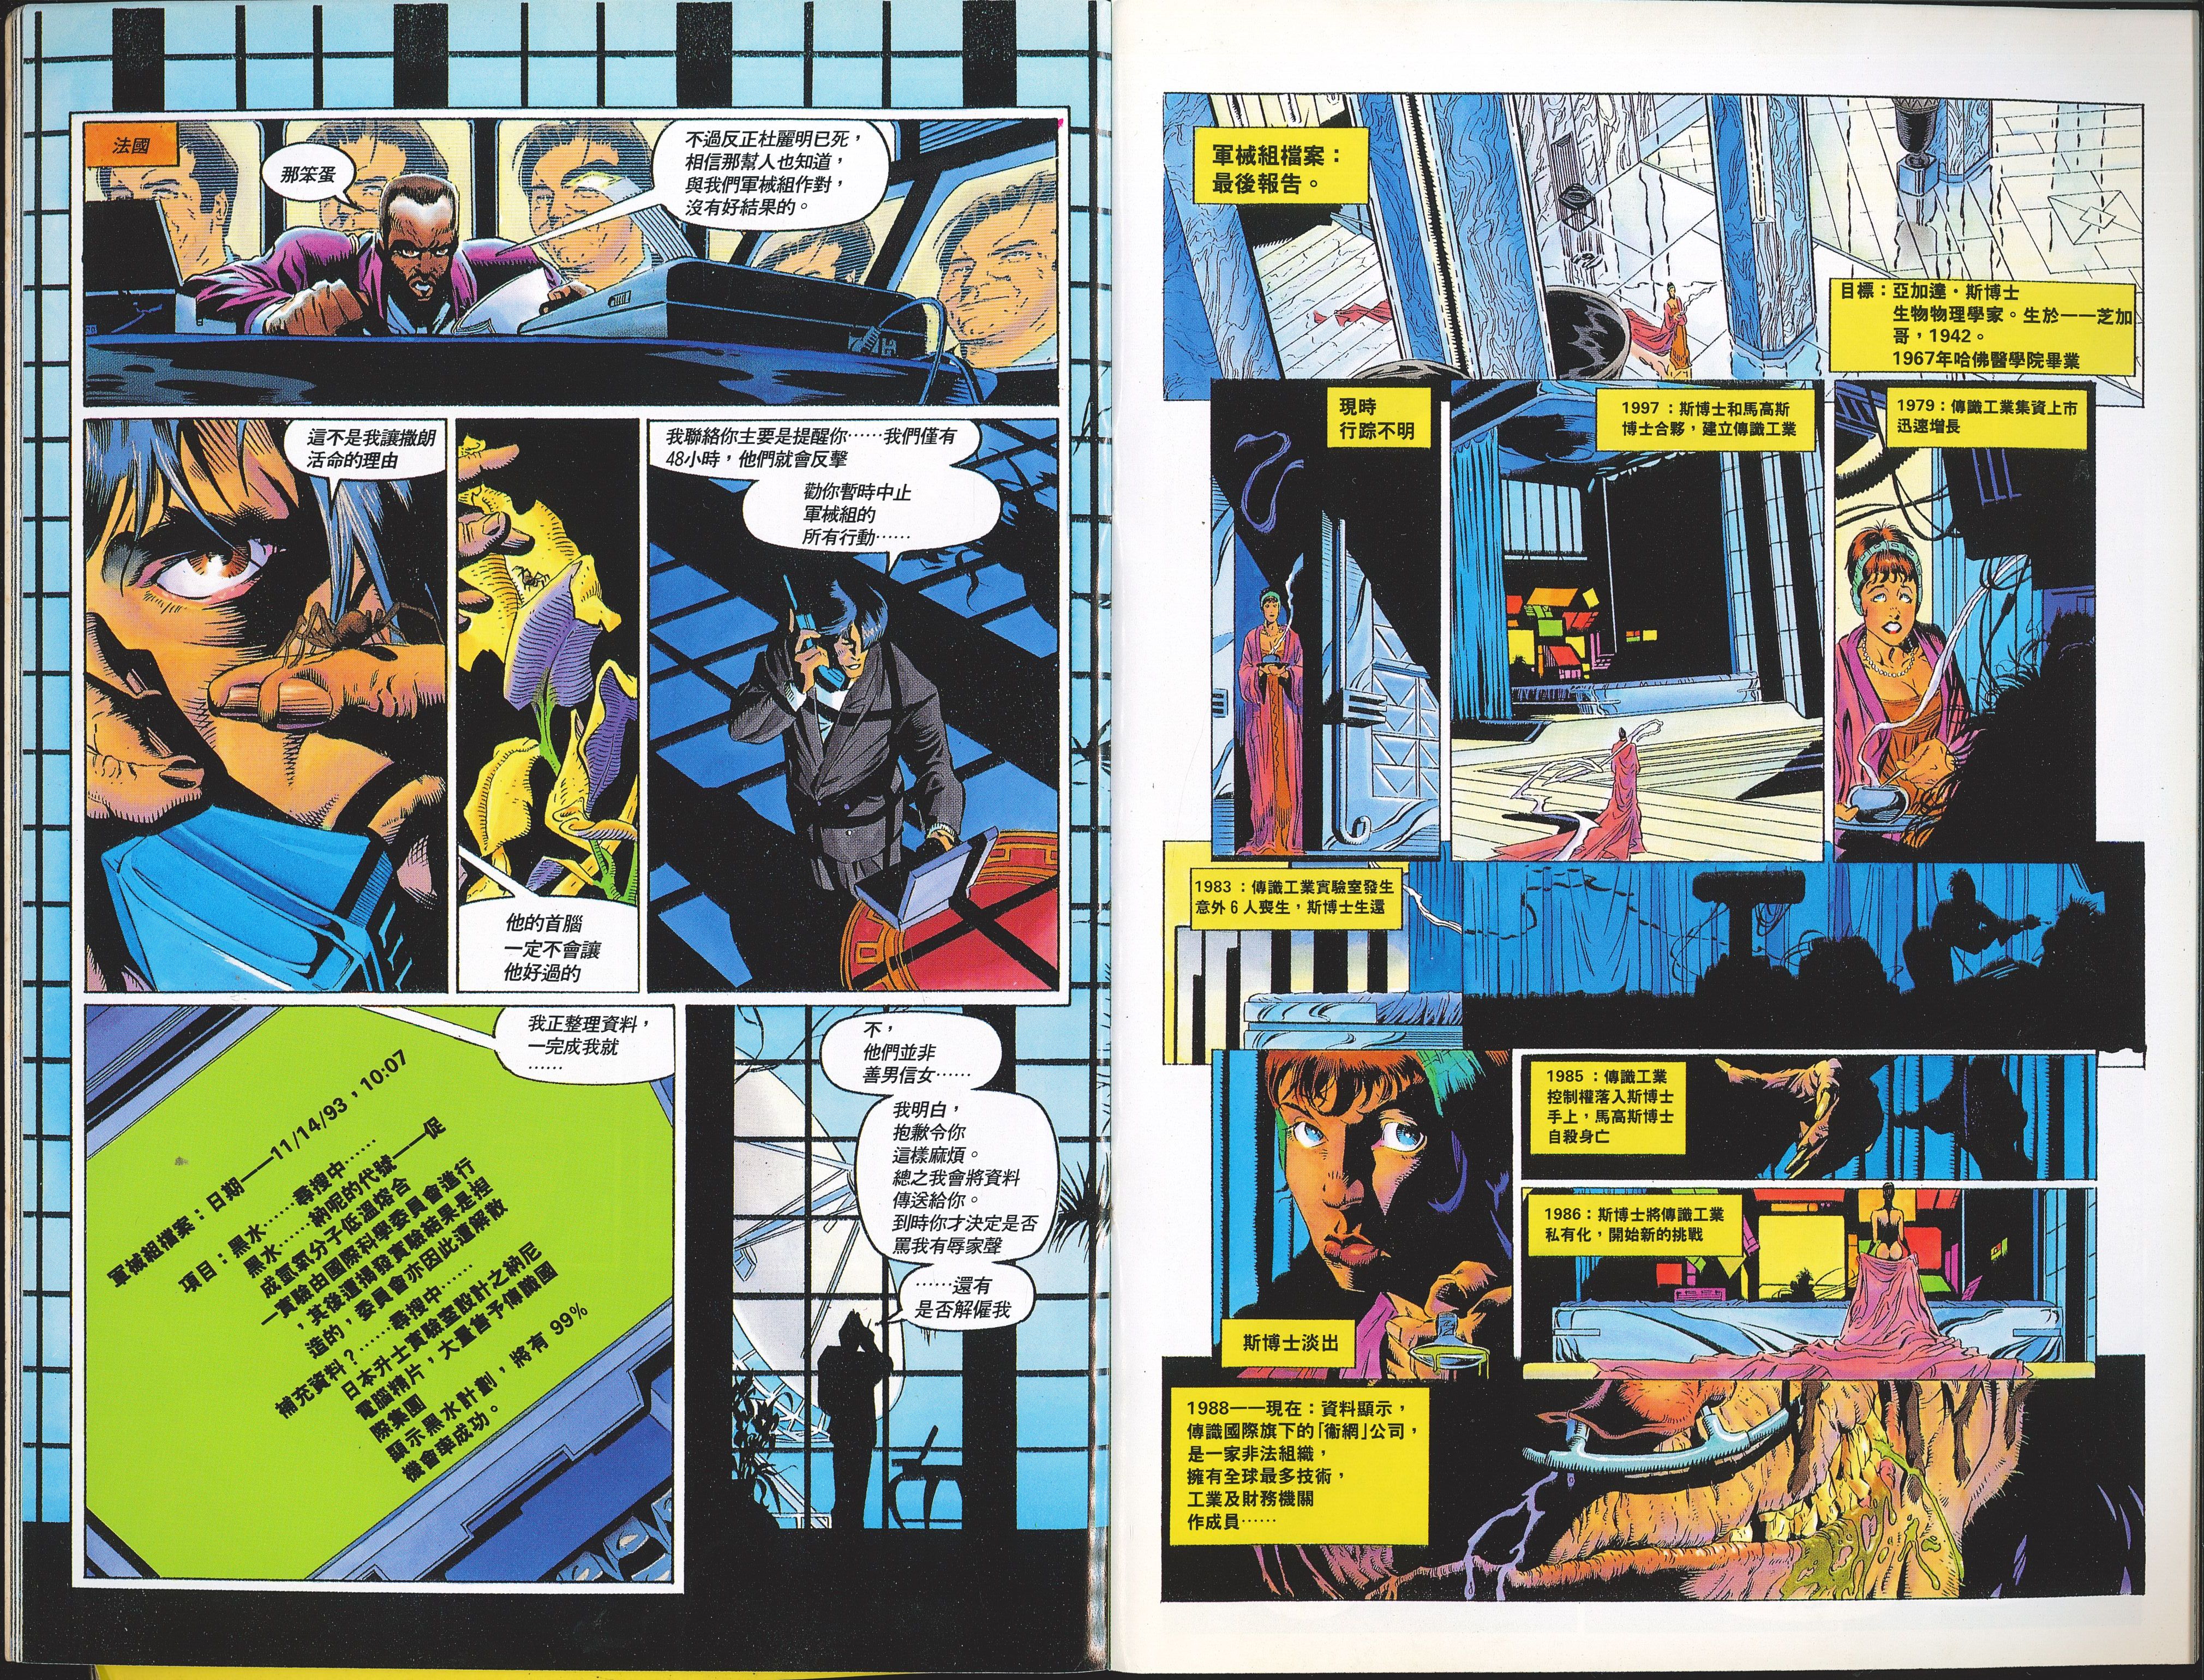 法國
那笨蛋
不過反正杜麗明已死，
相信那幫人也知道，
與我們軍械組作對，
沒有好結果的。
這不是我讓撒朗
活命的理由
他的首腦
一定不會讓
他好過的
我聯絡你主要是提醒你……我們僅有
48小時，他們就會反擊
勸你暫時中止
軍械組的
所有行動……
我正整理資料，
一完成我就
……
軍械組檔案：日期——11/14/93，10:07
項目：黑水……尋搜中……
黑水……納呢的代號——促
成氫氧分子低溫熔合
一實驗由國際科學委員會進行
，其後遭揭發實驗結果是捏
造的，委員會亦因此遭解散
補充資料？……尋搜中……
日本升士實驗室設計之納尼
電腦精片，大量售予傳識國
際集團
顯示黑水計劃，將有 99%
機會率成功。
不，
他們並非
善男信女……
我明白，
抱歉令你
這樣麻煩。
總之我會將資料
傳送給你。
到時你才決定是否
罵我有辱家聲
……還有
是否解僱我
軍械組檔案：
最後報告。
目標：亞加達·斯博士
生物物理學家。生於——芝加
哥，1942。
1967年哈佛醫學院畢業
現時
行踪不明
1997：斯博士和馬高斯
博士合夥，建立傳識工業
1979：傳識工業集資上市
迅速增長
1983：傳識工業實驗室發生
意外6人喪生，斯博士生還
斯博士淡出
1985：傳識工業
控制權落入斯博士
手上，馬高斯博士
自殺身亡
1986：斯博士將傳識工業
私有化，開始新的挑戰
1988——現在：資料顯示，
傳識國際旗下的「衞網」公司，
是一家非法組織，
擁有全球最多技術，
工業及財務機關
作成員……